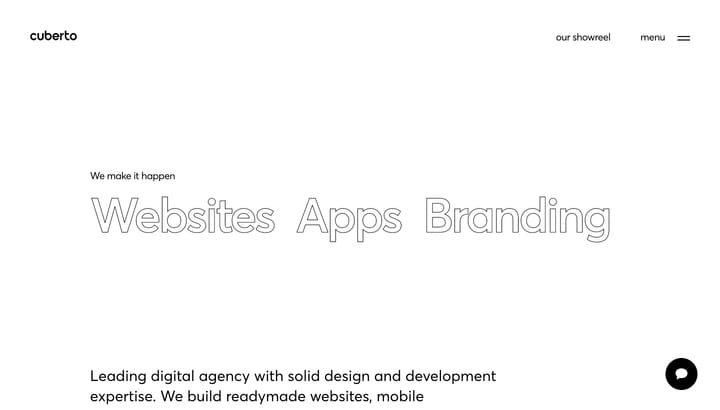 cuberto
our showreel
menu
We make it happen
Websites Apps Branding
Leading digital agency with solid design and development
expertise. We build readymade websites, mobile